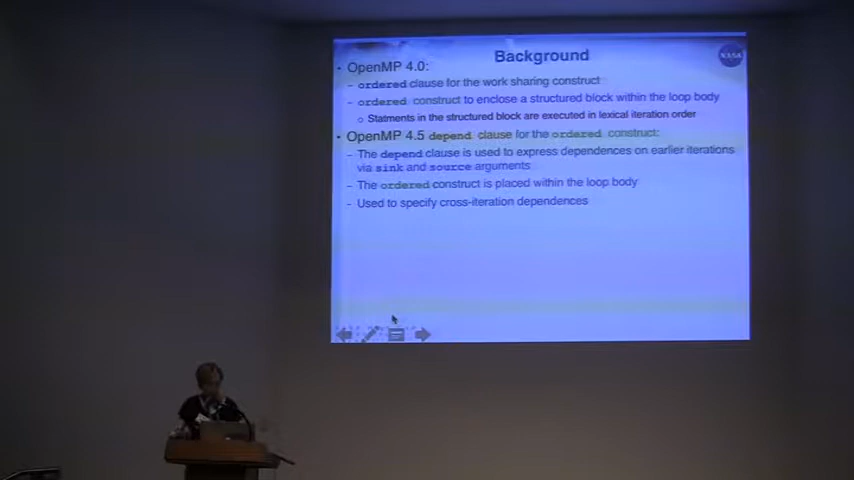 Background
NASA
• OpenMP 4.0:
– ordered clause for the work sharing construct
– ordered construct to enclose a structured block within the loop body
o Statments in the structured block are executed in lexical iteration order
• OpenMP 4.5 depend clause for the ordered construct:
– The depend clause is used to express dependences on earlier iterations
via sink and source arguments
– The ordered construct is placed within the loop body
– Used to specify cross-iteration dependences